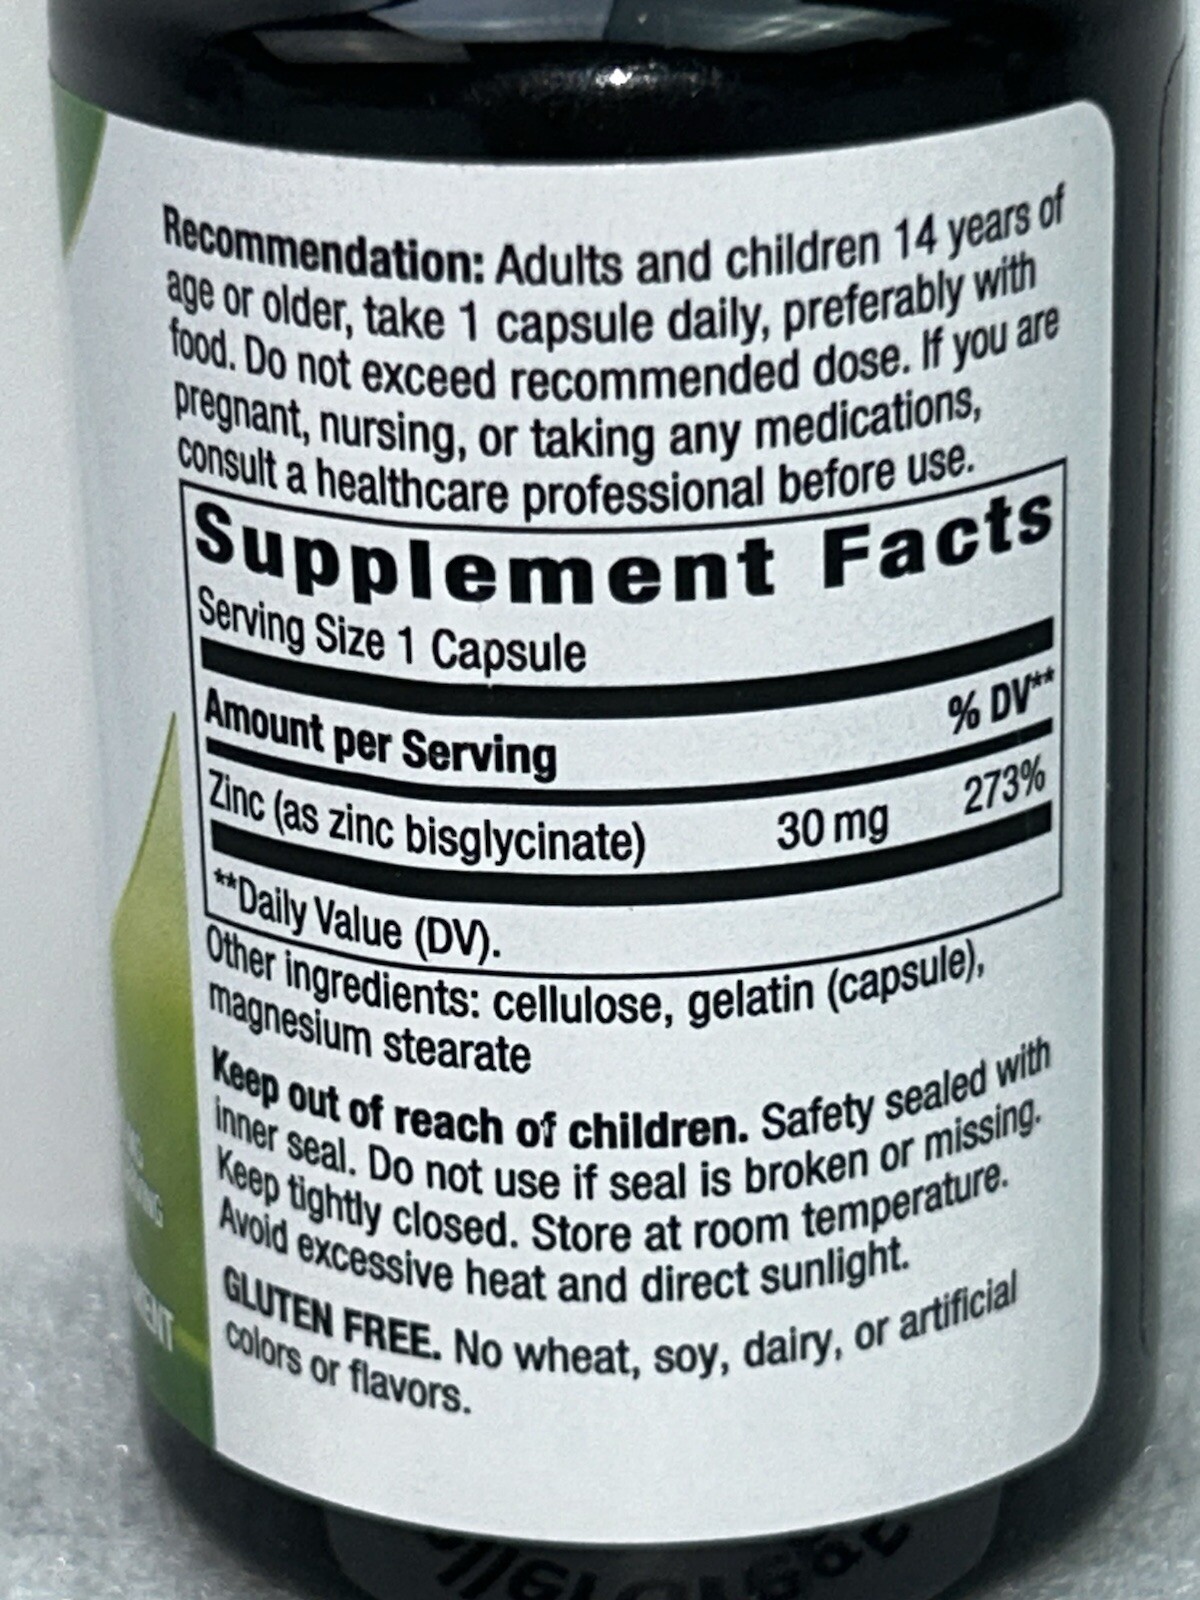 Recommendation: Adults and children 14 years of
age or older, take 1 capsule daily, preferably with
food. Do not exceed recommended dose. If you are
pregnant, nursing, or taking any medications,
consult a healthcare professional before use.
Supplement Facts
Serving Size 1 Capsule
Amount per Serving % DV**
Zinc (as zinc bisglycinate) 30 mg 273%
**Daily Value (DV).
Other ingredients: cellulose, gelatin (capsule),
magnesium stearate
Keep out of reach of children. Safety sealed with
inner seal. Do not use if seal is broken or missing.
Keep tightly closed. Store at room temperature.
Avoid excessive heat and direct sunlight.
GLUTEN FREE. No wheat, soy, dairy, or artificial
colors or flavors.